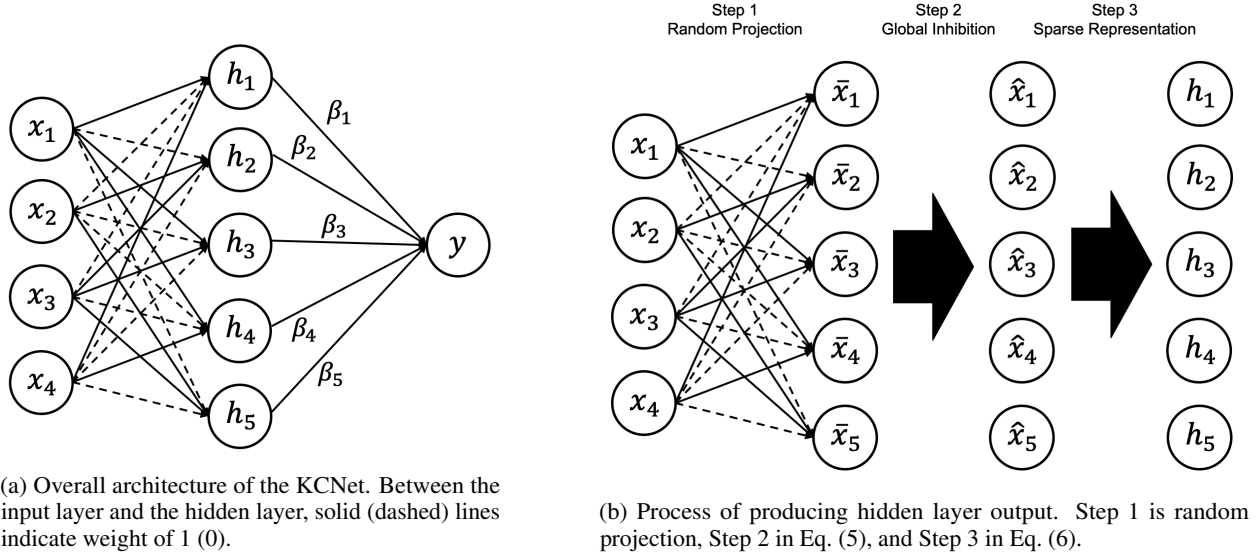 h₁
h₂
h₃
h₄
h₅
x₁
x₂
x₃
x₄
β₁
β₂
β₃
β₄
β₅
y
(a) Overall architecture of the KCNet. Between the
input layer and the hidden layer, solid (dashed) lines
indicate weight of 1 (0).
Step 1
Random Projection
Step 2
Global Inhibition
Step 3
Sparse Representation
x₁
x₂
x₃
x₄
x̄₁
x̄₂
x̄₃
x̄₄
x̄₅
x̂₁
x̂₂
x̂₃
x̂₄
x̂₅
h₁
h₂
h₃
h₄
h₅
(b) Process of producing hidden layer output. Step 1 is random
projection, Step 2 in Eq. (5), and Step 3 in Eq. (6).